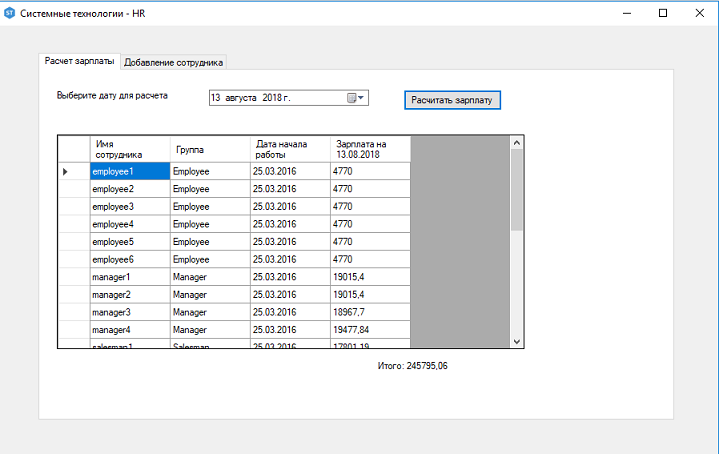 ST Системные технологии - HR
Расчет зарплаты Добавление сотрудника
Выберите дату для расчета 13 августа 2018 г. Расчитать зарплату
Имя сотрудника Группа Дата начала работы Зарплата на 13.08.2018
employee1 Employee 25.03.2016 4770
employee2 Employee 25.03.2016 4770
employee3 Employee 25.03.2016 4770
employee4 Employee 25.03.2016 4770
employee5 Employee 25.03.2016 4770
employee6 Employee 25.03.2016 4770
manager1 Manager 25.03.2016 19015,4
manager2 Manager 25.03.2016 19015,4
manager3 Manager 25.03.2016 18967,7
manager4 Manager 25.03.2016 19477,84
salesman1 Salesman 25.03.2016 17801,19
Итого: 245795,06